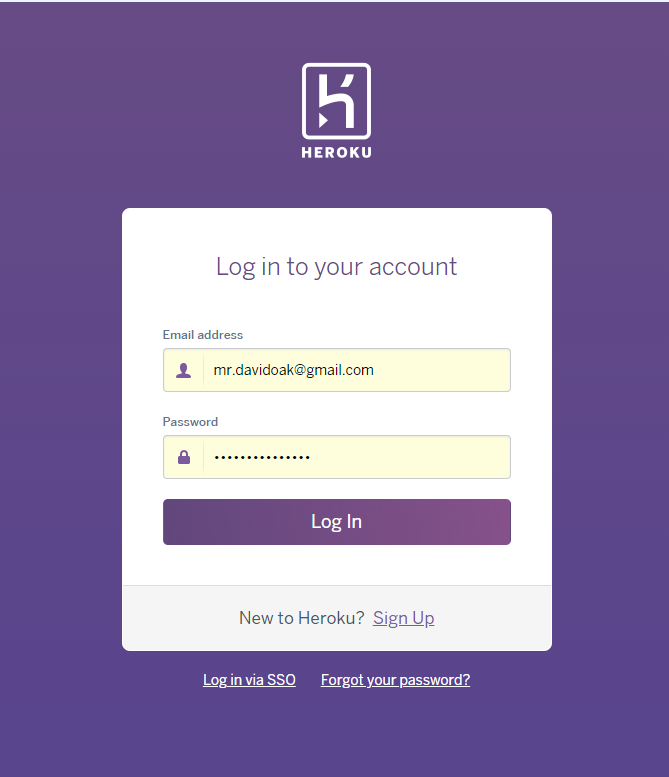 HEROKU
Log in to your account
Email address
mr.davidoak@gmail.com
Password
•••••••••••••••
Log In
New to Heroku? Sign Up
Log in via SSO Forgot your password?